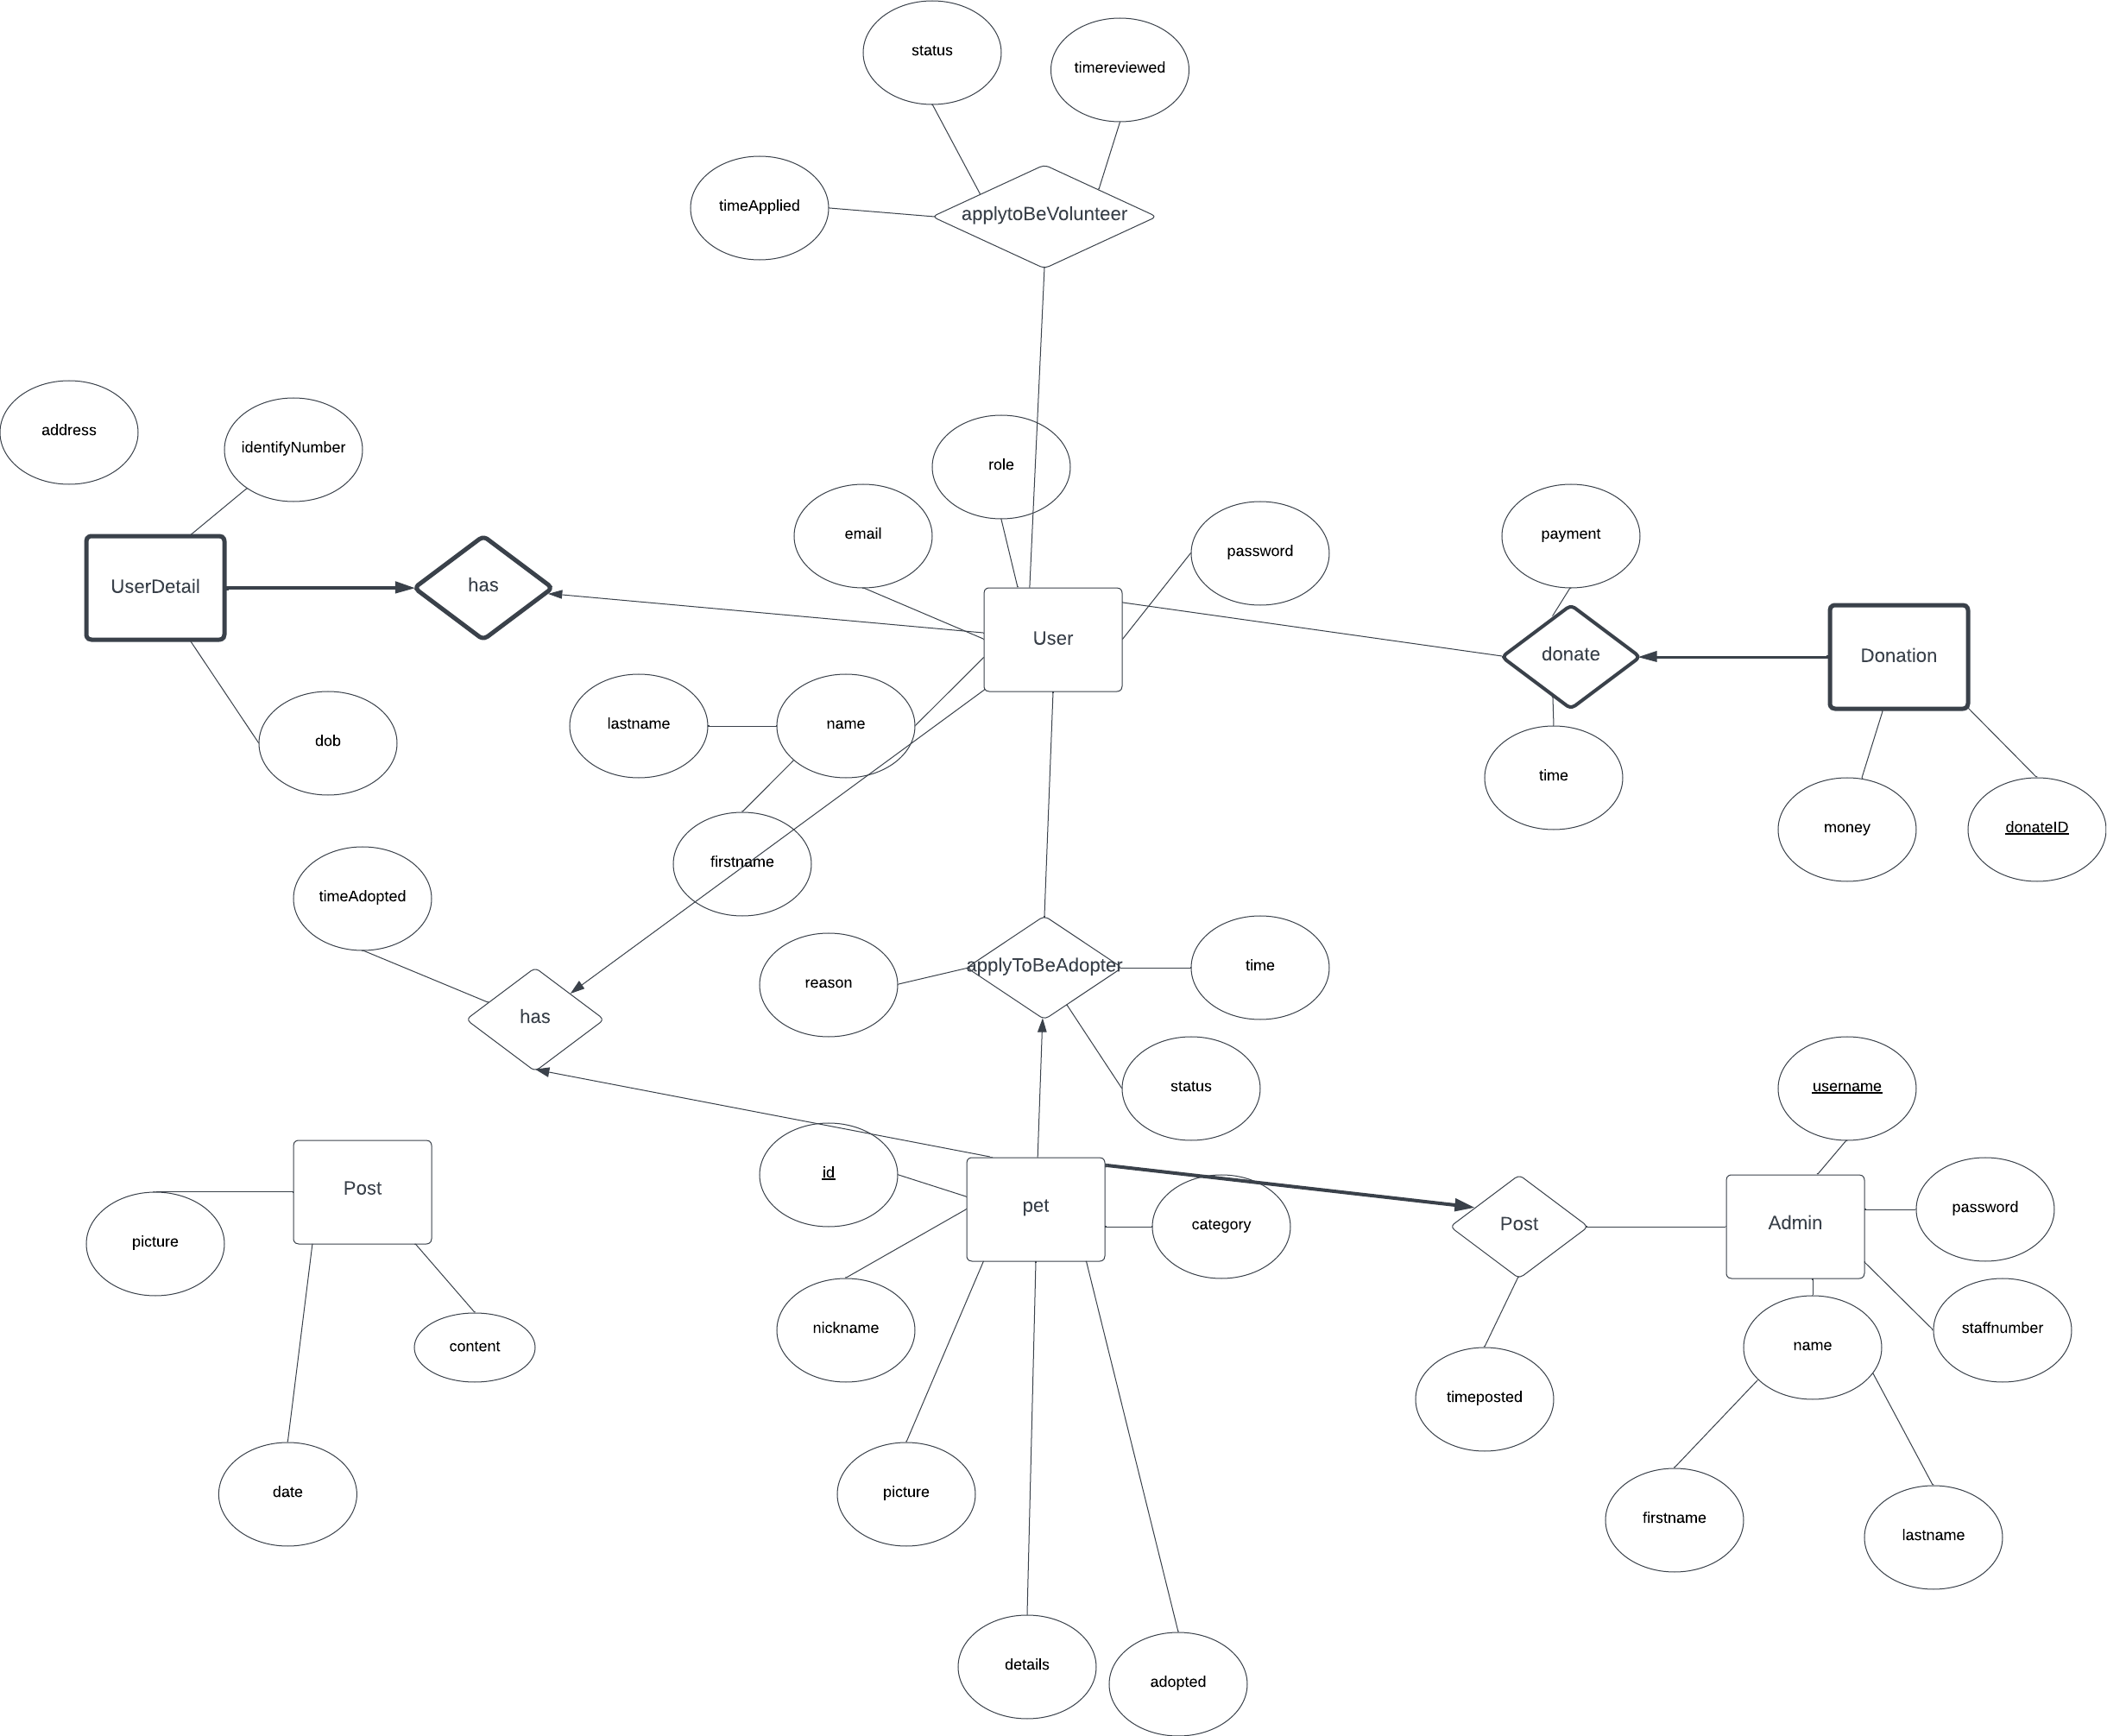 status
timereviewed
timeApplied
applytoBeVolunteer
address
identifyNumber
role
email
password
payment
UserDetail
has
User
donate
Donation
lastname
name
dob
time
money
donateID
firstname
timeAdopted
reason
applyToBeAdopter
time
has
status
username
Post
id
pet
category
Post
Admin
password
picture
nickname
content
timeposted
name
staffnumber
date
picture
firstname
lastname
details
adopted